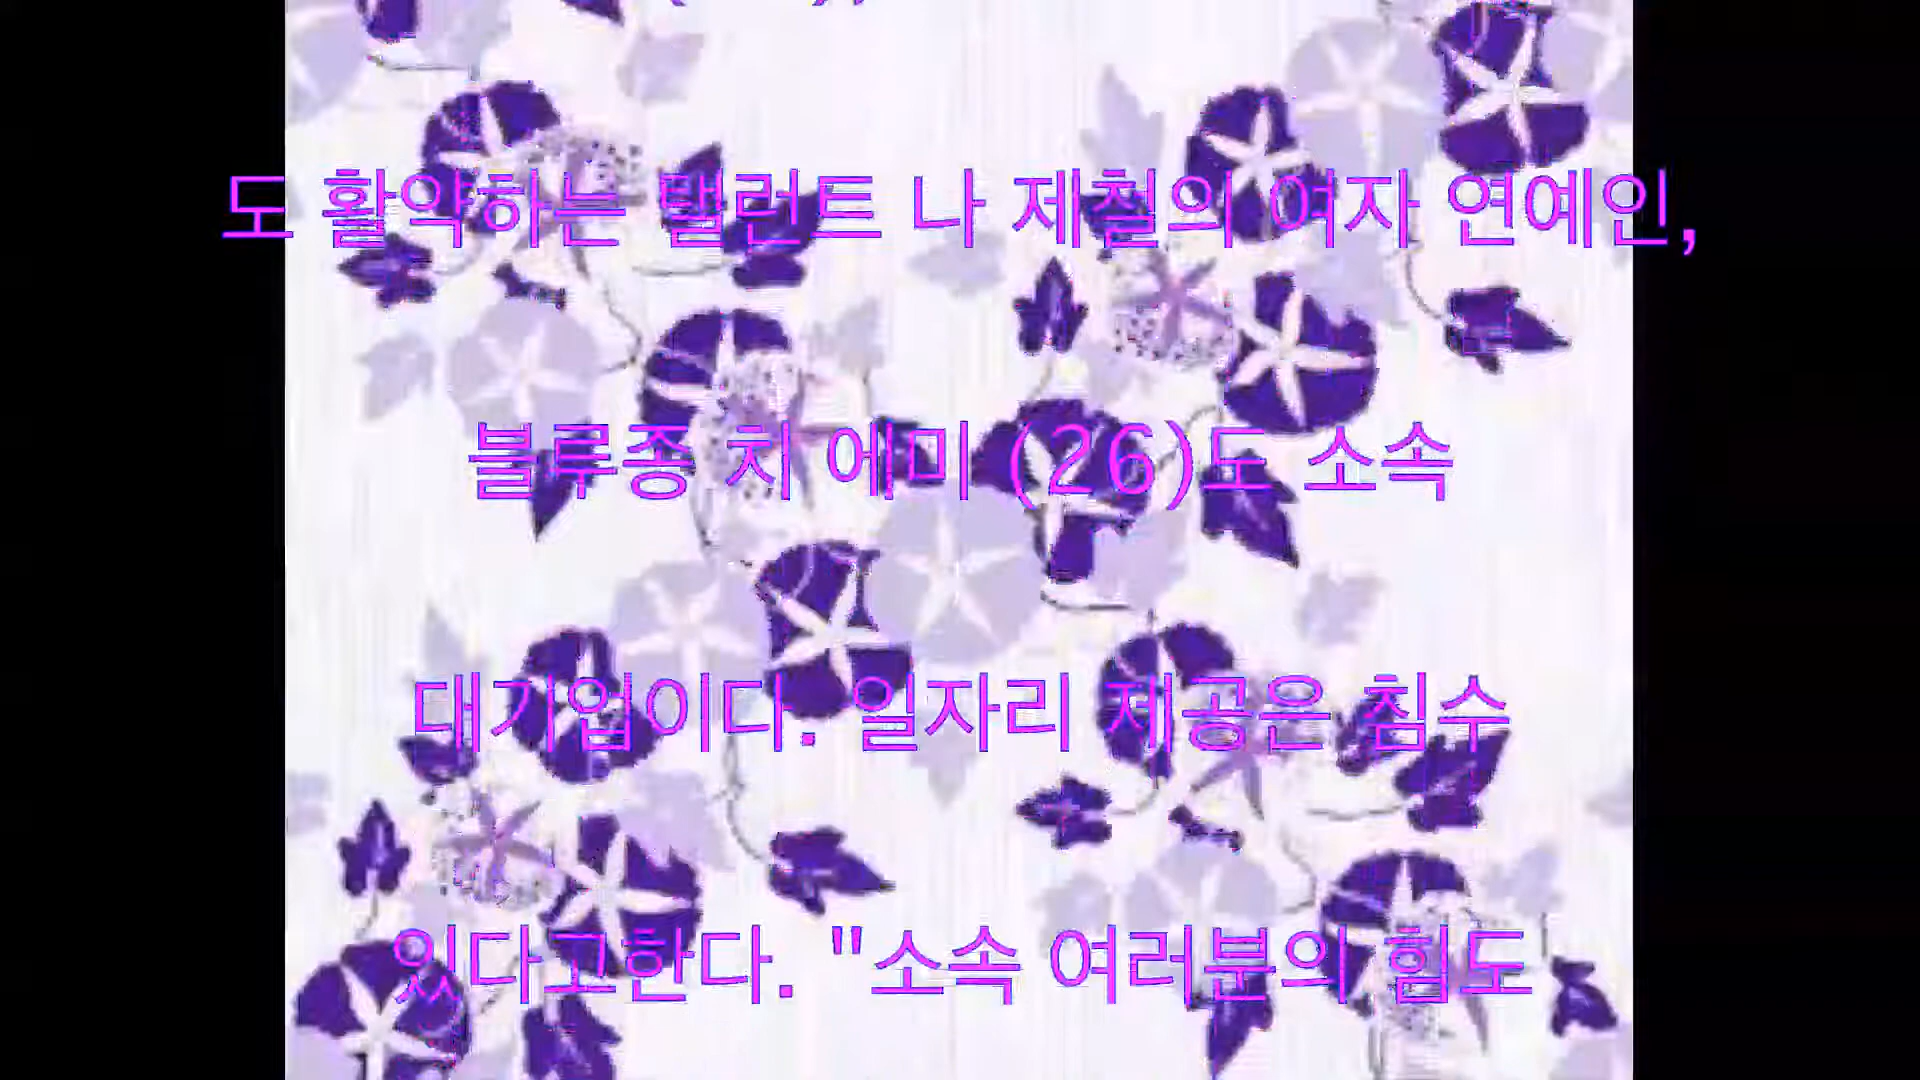 도 활약하는 탤런트 나 제철의 여자 연예인,
블루종 치 에미 (26)도 소속
대기업이다. 일자리 제공은 침수
있다고한다. "소속 여러분의 힘도